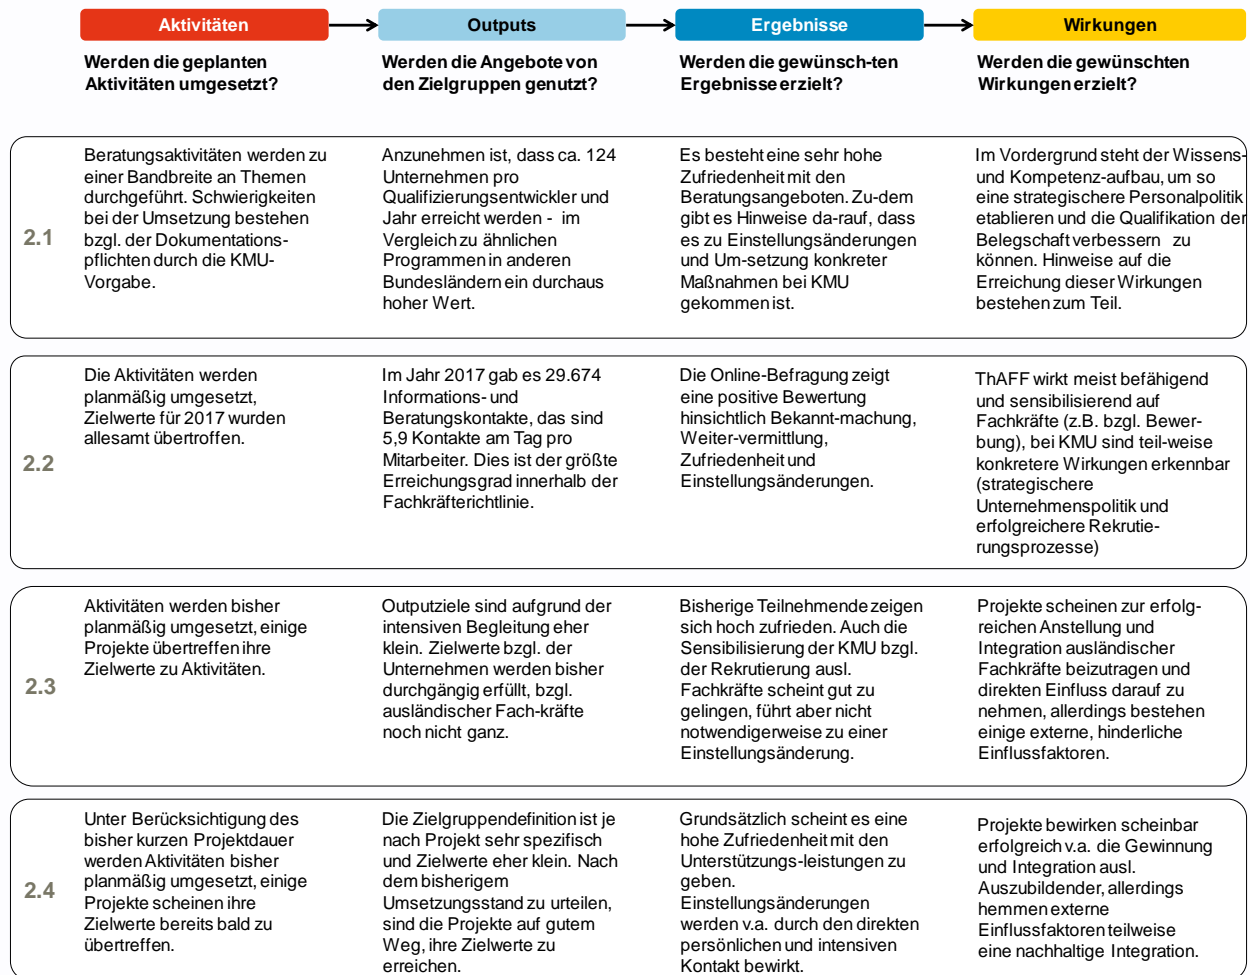 Aktivitäten
Outputs
Ergebnisse
Wirkungen
Werden die geplanten
Aktivitäten umgesetzt?
Werden die Angebote von
den Zielgruppen genutzt?
Werden die gewünsch-ten
Ergebnisse erzielt?
Werden die gewünschten
Wirkungen erzielt?
2.1
Beratungsaktivitäten werden zu
einer Bandbreite an Themen
durchgeführt. Schwierigkeiten
bei der Umsetzung bestehen
bzgl. der Dokumentations-
pflichten durch die KMU-
Vorgabe.
Anzunehmen ist, dass ca. 124
Unternehmen pro
Qualifizierungsentwickler und
Jahr erreicht werden - im
Vergleich zu ähnlichen
Programmen in anderen
Bundesländern ein durchaus
hoher Wert.
Es besteht eine sehr hohe
Zufriedenheit mit den
Beratungsangeboten. Zu-dem
gibt es Hinweise da-rauf, dass
es zu Einstellungsänderungen
und Um-setzung konkreter
Maßnahmen bei KMU
gekommen ist.
Im Vordergrund steht der Wissens-
und Kompetenz-aufbau, um so
eine strategischere Personalpolitik
etablieren und die Qualifikation der
Belegschaft verbessern zu
können. Hinweise auf die
Erreichung dieser Wirkungen
bestehen zum Teil.
2.2
Die Aktivitäten werden
planmäßig umgesetzt,
Zielwerte für 2017 wurden
allesamt übertroffen.
Im Jahr 2017 gab es 29.674
Informations- und
Beratungskontakte, das sind
5,9 Kontakte am Tag pro
Mitarbeiter. Dies ist der größte
Erreichungsgrad innerhalb der
Fachkräfterichtlinie.
Die Online-Befragung zeigt
eine positive Bewertung
hinsichtlich Bekannt-machung,
Weiter-vermittlung,
Zufriedenheit und
Einstellungsänderungen.
ThAFF wirkt meist befähigend
und sensibilisierend auf
Fachkräfte (z.B. bzgl. Bewer-
bung), bei KMU sind teil-weise
konkretere Wirkungen erkennbar
(strategischere
Unternehmenspolitik und
erfolgreichere Rekrutie-
rungsprozesse)
2.3
Aktivitäten werden bisher
planmäßig umgesetzt, einige
Projekte übertreffen ihre
Zielwerte zu Aktivitäten.
Outputziele sind aufgrund der
intensiven Begleitung eher
klein. Zielwerte bzgl. der
Unternehmen werden bisher
durchgängig erfüllt, bzgl.
ausländischer Fach-kräfte
noch nicht ganz.
Bisherige Teilnehmende zeigen
sich hoch zufrieden. Auch die
Sensibilisierung der KMU bzgl.
der Rekrutierung ausl.
Fachkräfte scheint gut zu
gelingen, führt aber nicht
notwendigerweise zu einer
Einstellungsänderung.
Projekte scheinen zur erfolg-
reichen Anstellung und
Integration ausländischer
Fachkräfte beizutragen und
direkten Einfluss darauf zu
nehmen, allerdings bestehen
einige externe, hinderliche
Einflussfaktoren.
2.4
Unter Berücksichtigung des
bisher kurzen Projektdauer
werden Aktivitäten bisher
planmäßig umgesetzt, einige
Projekte scheinen ihre
Zielwerte bereits bald zu
übertreffen.
Die Zielgruppendefinition ist je
nach Projekt sehr spezifisch
und Zielwerte eher klein. Nach
dem bisherigem
Umsetzungsstand zu urteilen,
sind die Projekte auf gutem
Weg, ihre Zielwerte zu
erreichen.
Grundsätzlich scheint es eine
hohe Zufriedenheit mit den
Unterstützungs-leistungen zu
geben.
Einstellungsänderungen
werden v.a. durch den direkten
persönlichen und intensiven
Kontakt bewirkt.
Projekte bewirken scheinbar
erfolgreich v.a. die Gewinnung
und Integration ausl.
Auszubildender, allerdings
hemmen externe
Einflussfaktoren teilweise
eine nachhaltige Integration.